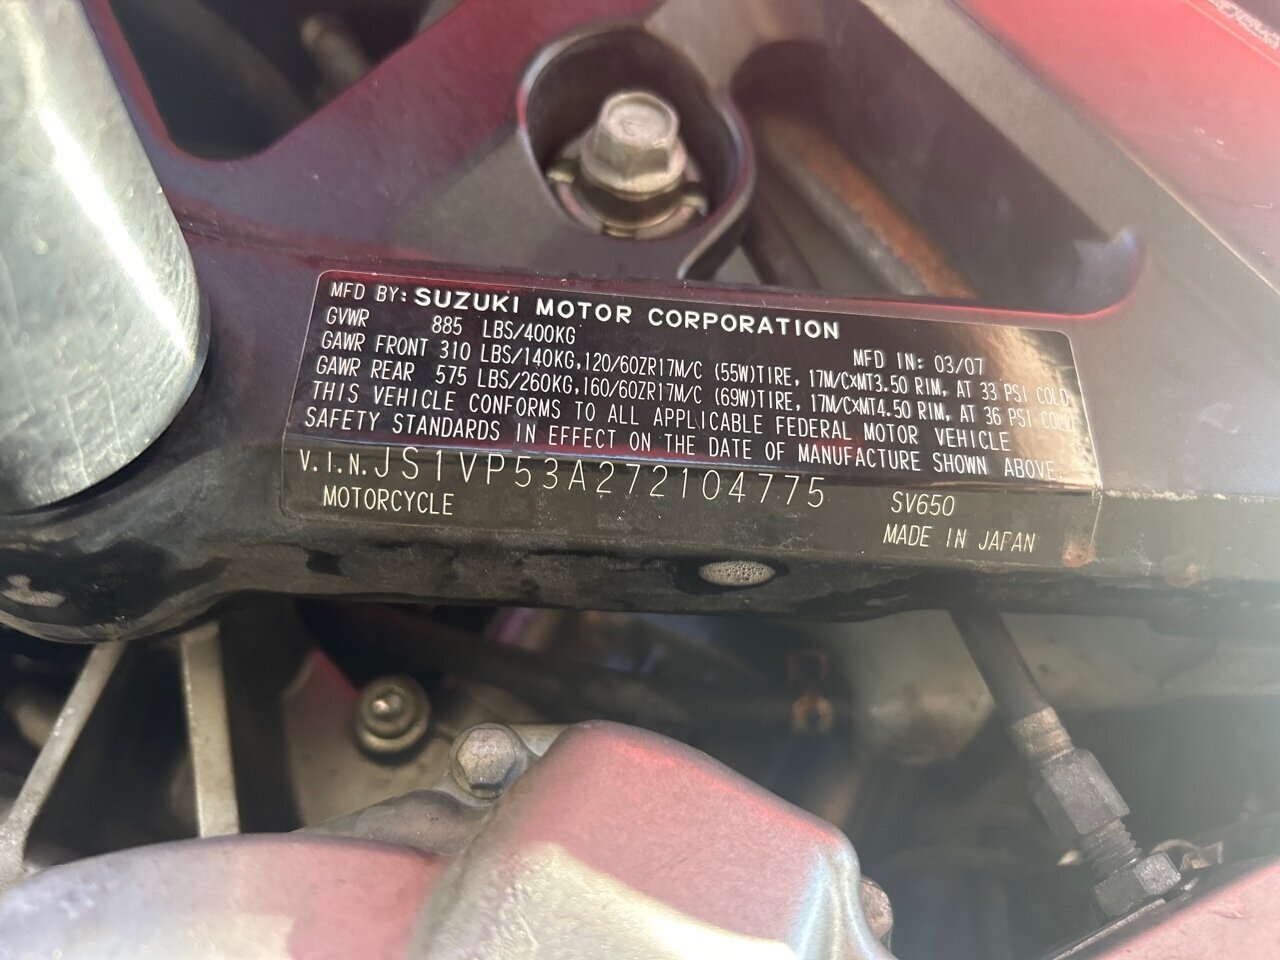 MFD BY: SUZUKI MOTOR CORPORATION
GVWR 885 LBS/400KG MFD IN: 03/07
GAWR FRONT 310 LBS/140KG,120/60ZR17M/C (55W)TIRE, 17M/C×MT3.50 RIM, AT 33 PSI COLD
GAWR REAR 575 LBS/260KG,160/60ZR17M/C (69W)TIRE, 17M/C×MT4.50 RIM, AT 36 PSI COLD
THIS VEHICLE CONFORMS TO ALL APPLICABLE FEDERAL MOTOR VEHICLE
SAFETY STANDARDS IN EFFECT ON THE DATE OF MANUFACTURE SHOWN ABOVE.
V.I.N. JS1VP53A272104775 SV650
MOTORCYCLE MADE IN JAPAN